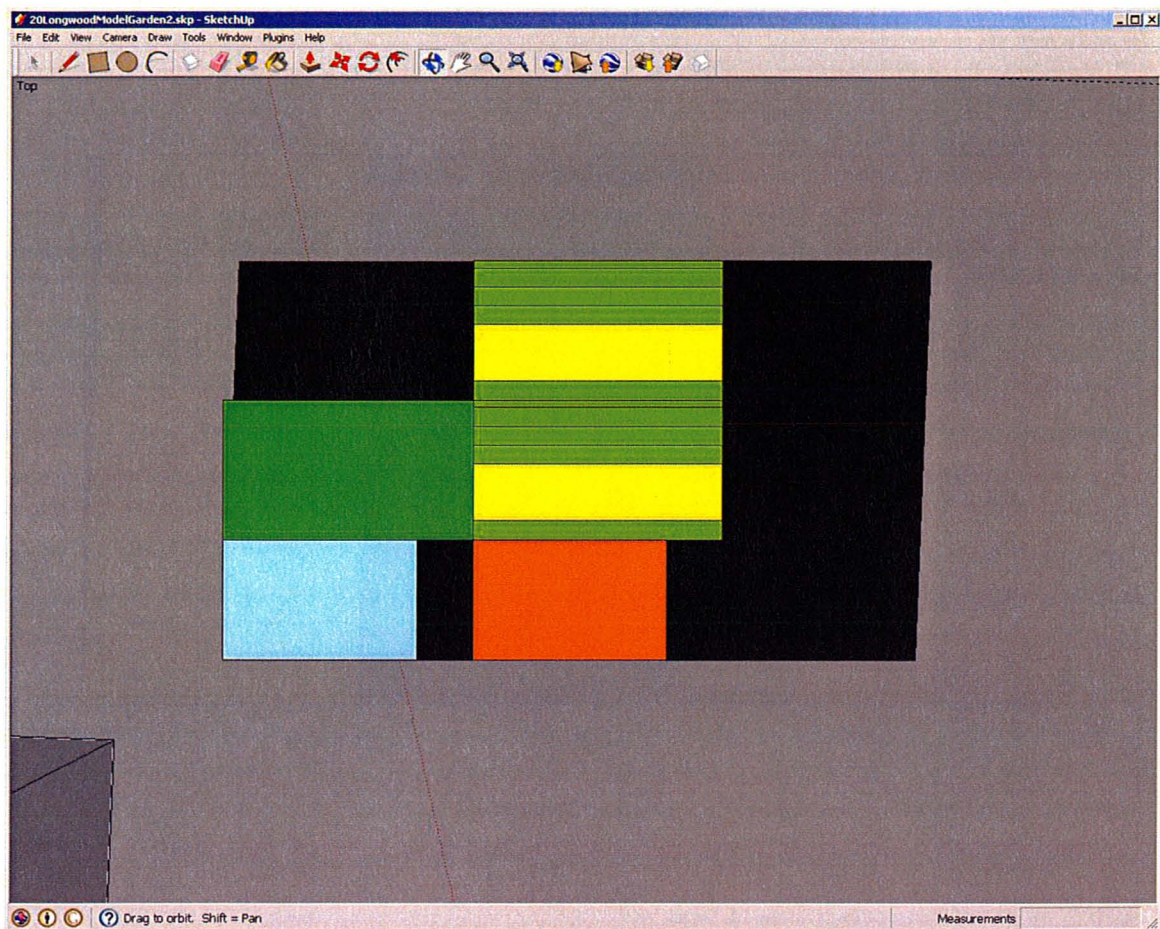 20LongwoodModelGarden2.skp - SketchUp
File Edit View Camera Draw Tools Window Plugins Help
Top
Drag to orbit. Shift = Pan
Measurements